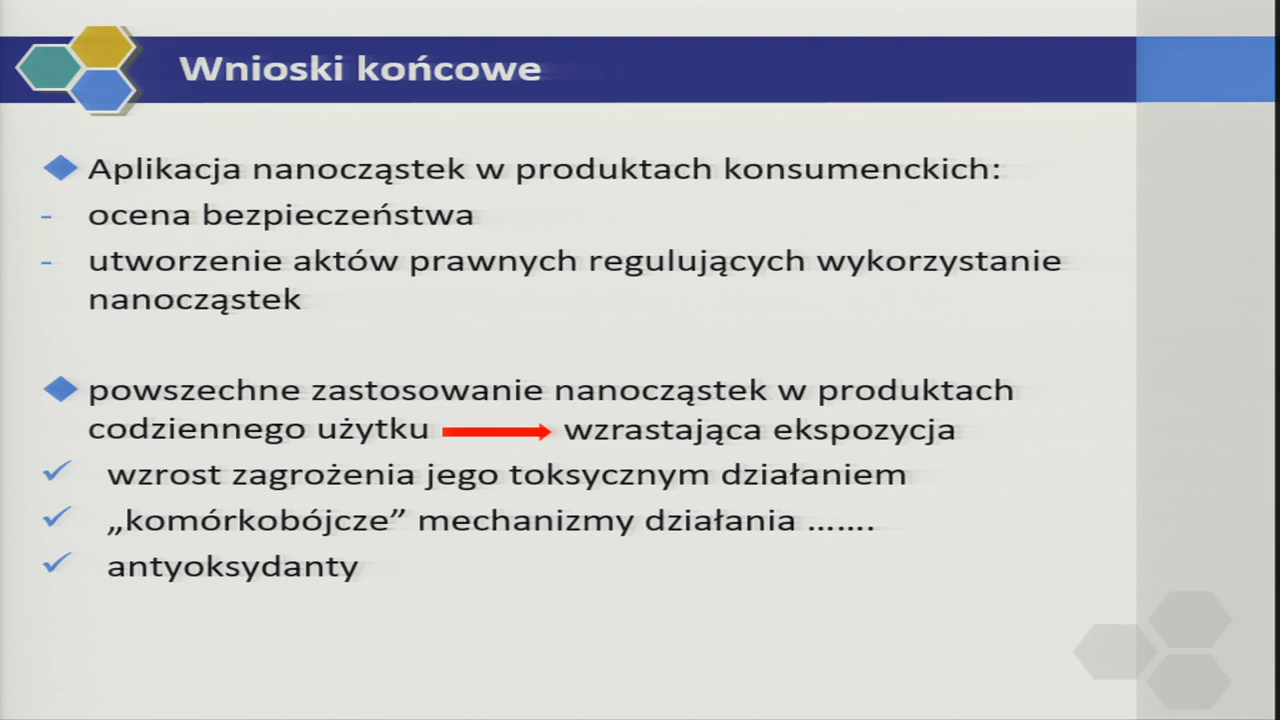 Wnioski końcowe
Aplikacja nanocząstek w produktach konsumenckich:
- ocena bezpieczeństwa
- utworzenie aktów prawnych regulujących wykorzystanie
nanocząstek
powszechne zastosowanie nanocząstek w produktach
codziennego użytku → wzrastająca ekspozycja
✓ wzrost zagrożenia jego toksycznym działaniem
✓ „komórkobójcze” mechanizmy działania …….
✓ antyoksydanty